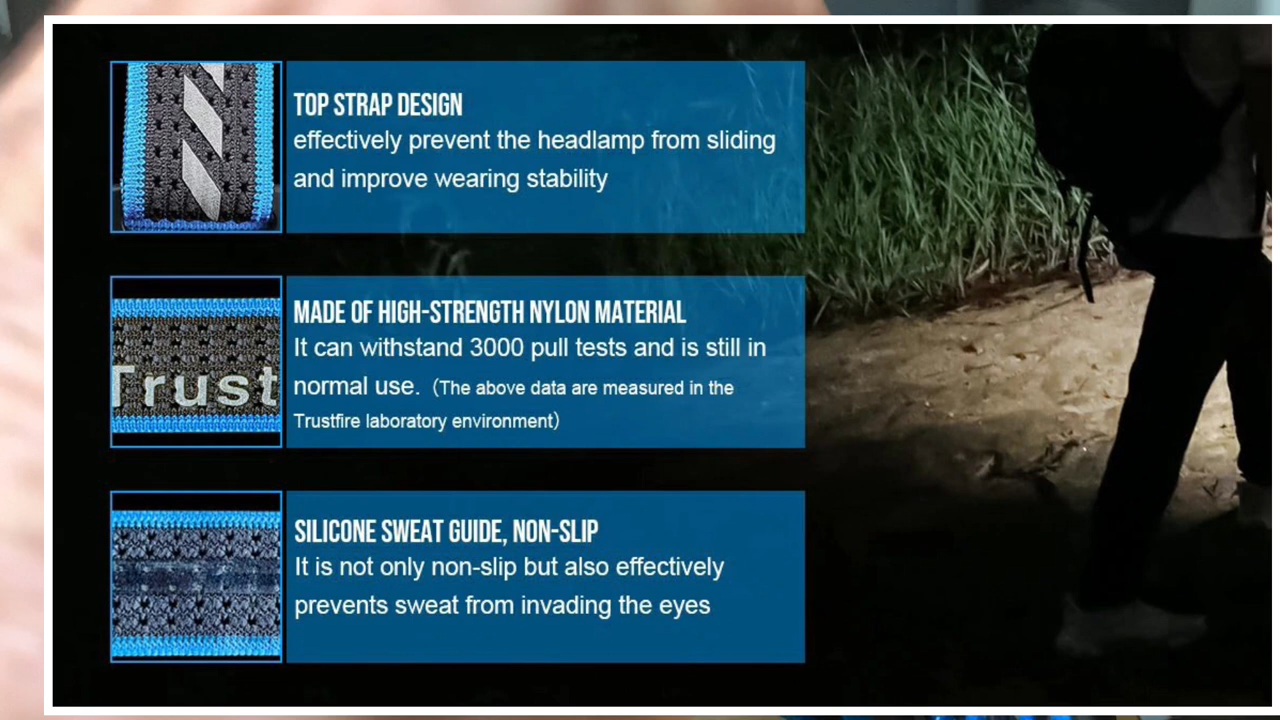 TOP STRAP DESIGN
effectively prevent the headlamp from sliding
and improve wearing stability
MADE OF HIGH-STRENGTH NYLON MATERIAL
It can withstand 3000 pull tests and is still in
Trust
normal use.（The above data are measured in the
Trustfire laboratory environment）
SILICONE SWEAT GUIDE, NON-SLIP
It is not only non-slip but also effectively
prevents sweat from invading the eyes